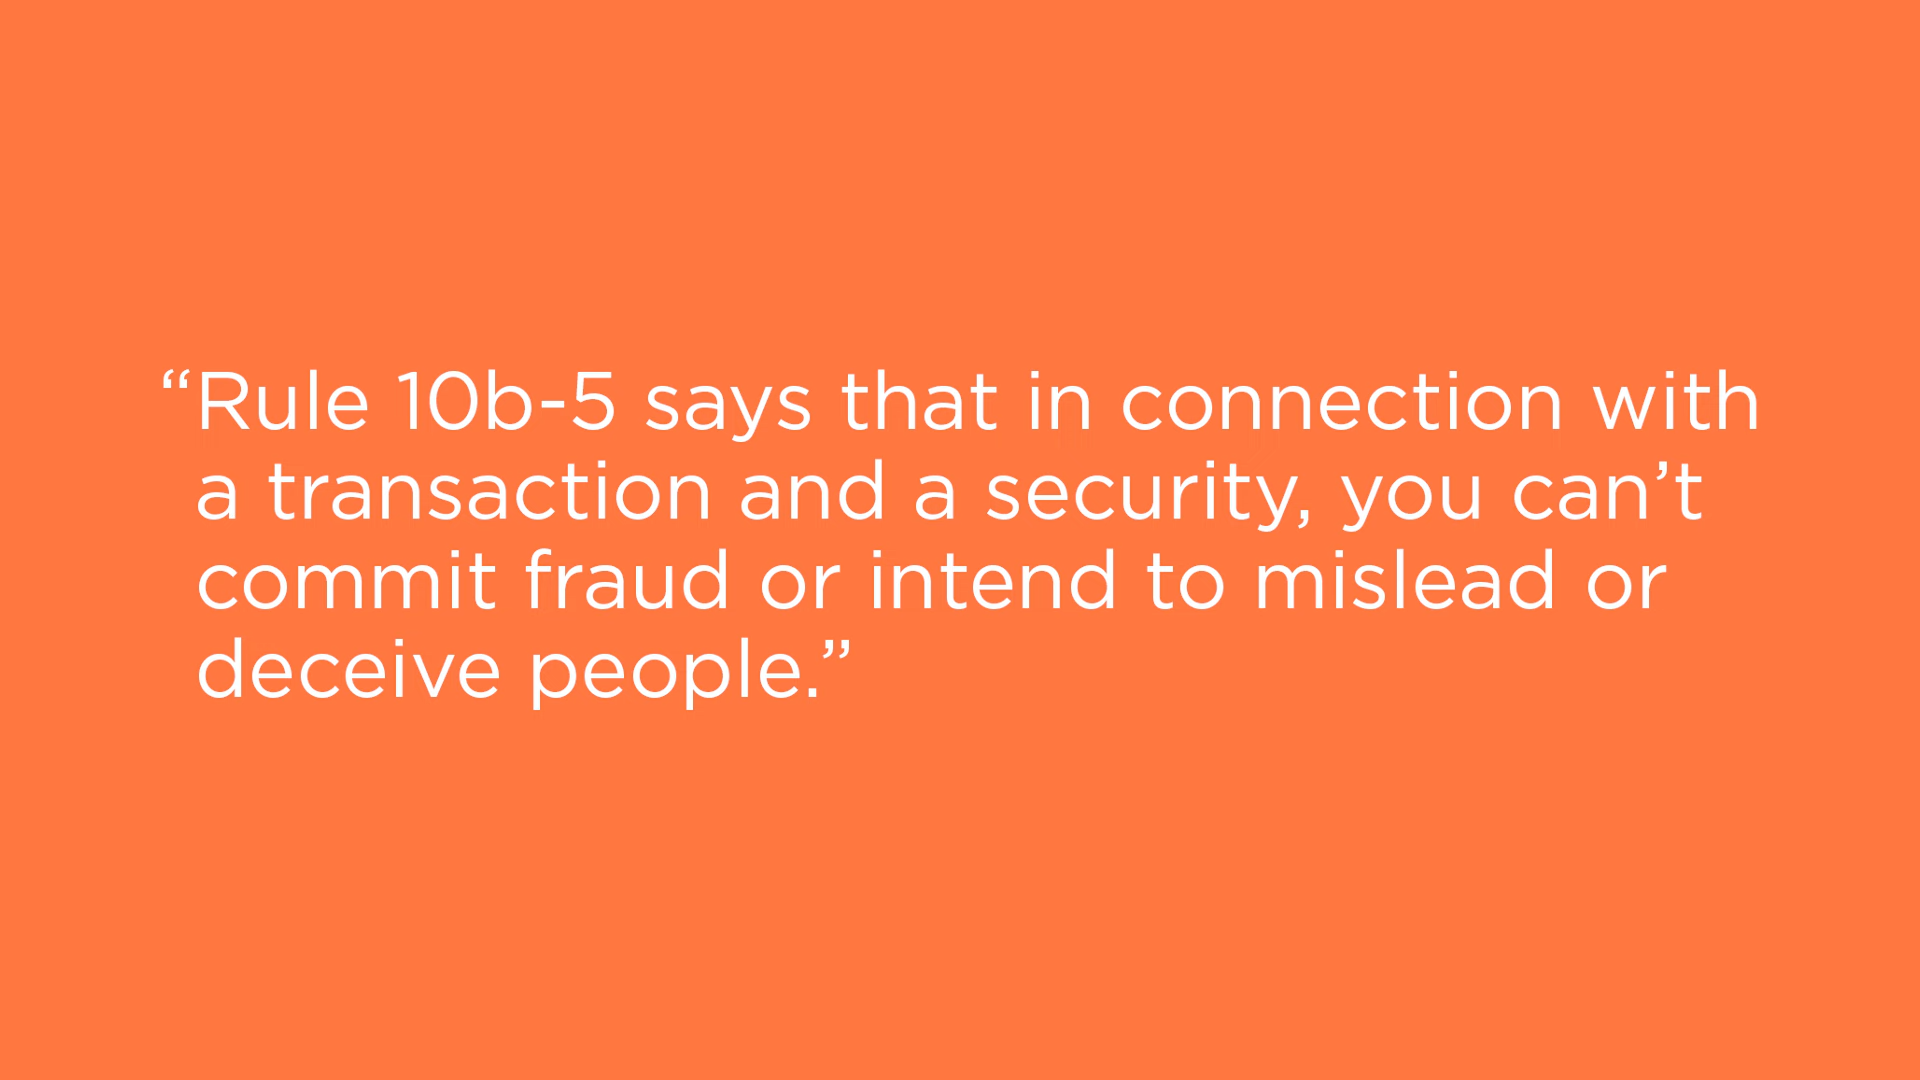 “Rule 10b-5 says that in connection with
a transaction and a security, you can’t
commit fraud or intend to mislead or
deceive people.”